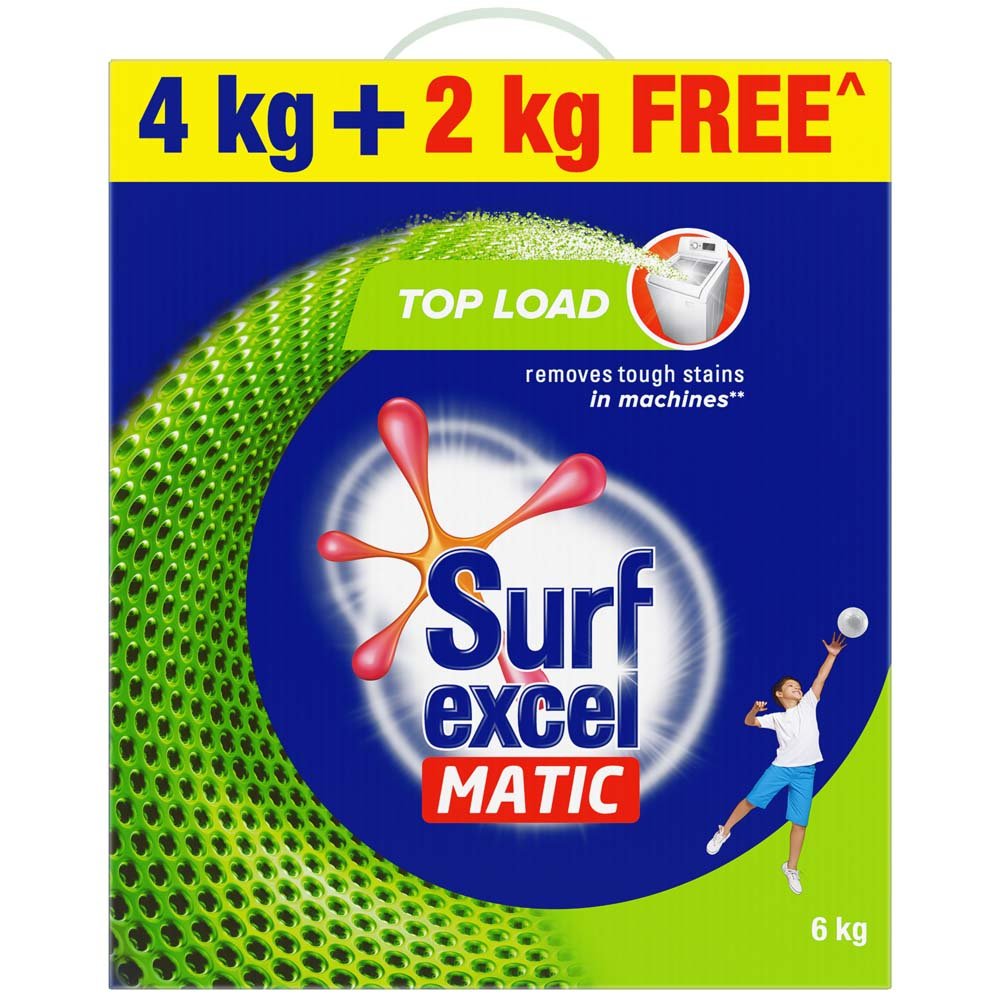 4 kg + 2 kg FREE^
TOP LOAD
removes tough stains
in machines**
Surf
excel
MATIC
6 kg